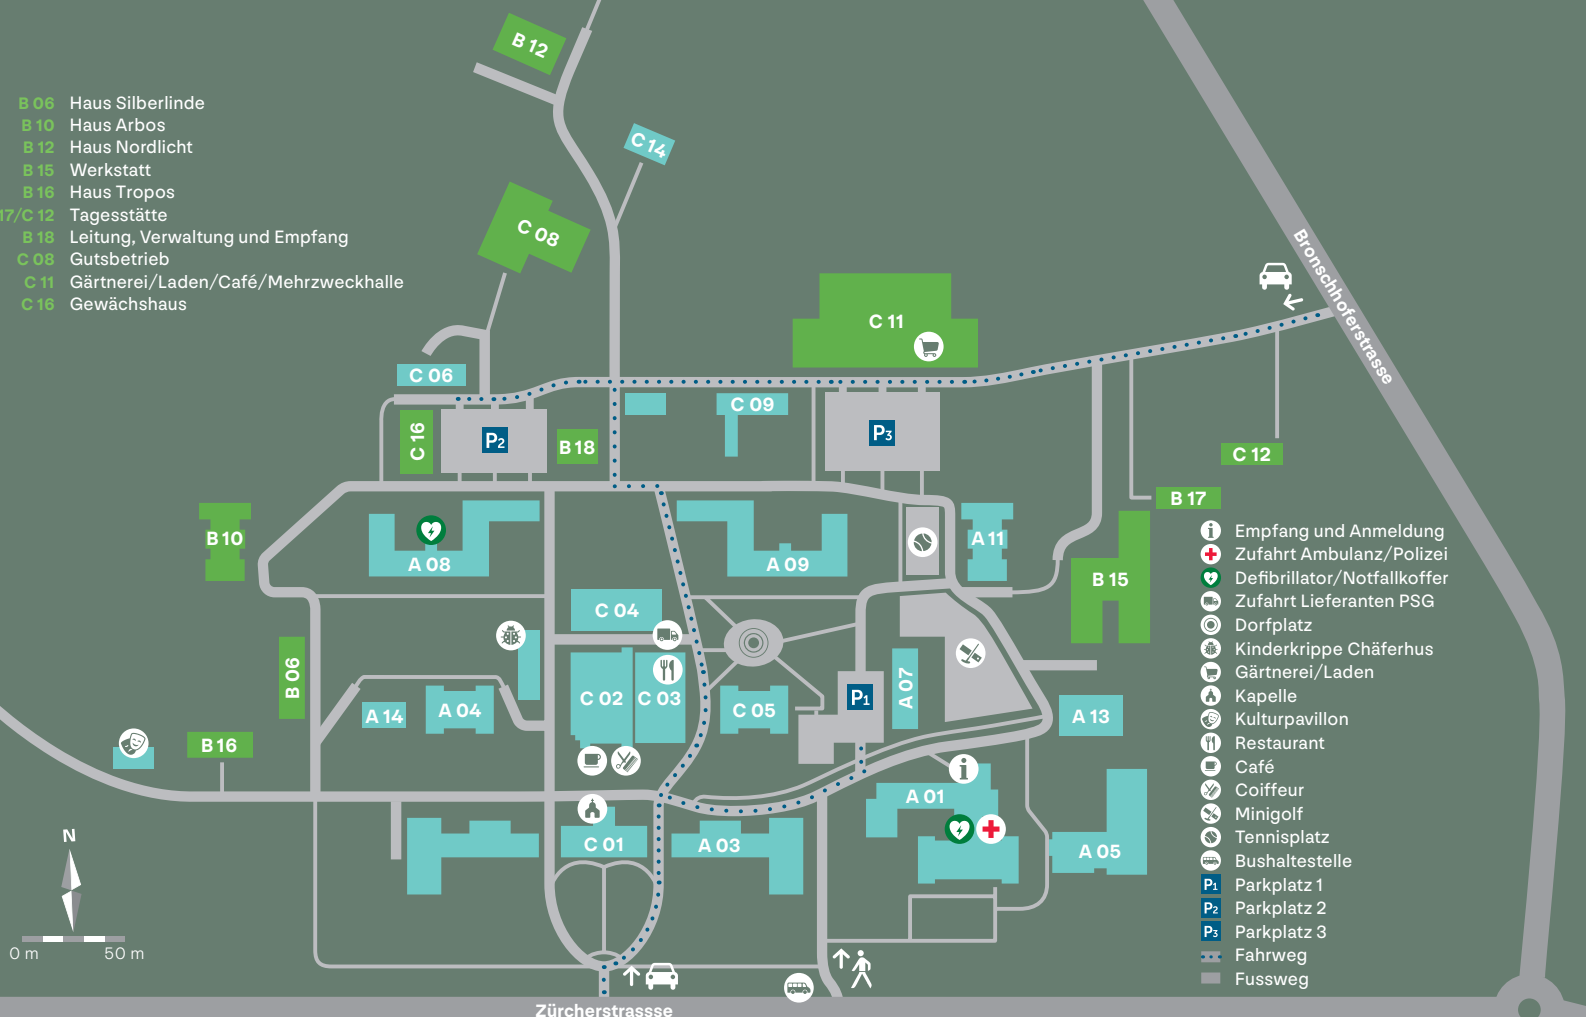 B 06 Haus Silberlinde
B 10 Haus Arbos
B 12 Haus Nordlicht
B 15 Werkstatt
B 16 Haus Tropos
17/C 12 Tagesstätte
B 18 Leitung, Verwaltung und Empfang
C 08 Gutsbetrieb
C 11 Gärtnerei/Laden/Café/Mehrzweckhalle
C 16 Gewächshaus
B 12
C 14
C 08
C 11
Bronschhoferstrasse
C 06
C 09
C 16
P2
B 18
P3
C 12
B 17
B 10
A 08
A 09
A 11
B 15
C 04
B 06
A 14
A 04
C 02
C 03
C 05
P1
A 07
A 13
B 16
A 01
C 01
A 03
A 05
i Empfang und Anmeldung
Zufahrt Ambulanz/Polizei
Defibrillator/Notfallkoffer
Zufahrt Lieferanten PSG
Dorfplatz
Kinderkrippe Chäferhus
Gärtnerei/Laden
Kapelle
Kulturpavillon
Restaurant
Café
Coiffeur
Minigolf
Tennisplatz
Bushaltestelle
P1 Parkplatz 1
P2 Parkplatz 2
P3 Parkplatz 3
Fahrweg
Fussweg
i
N
0 m 50 m
Zürcherstrassse